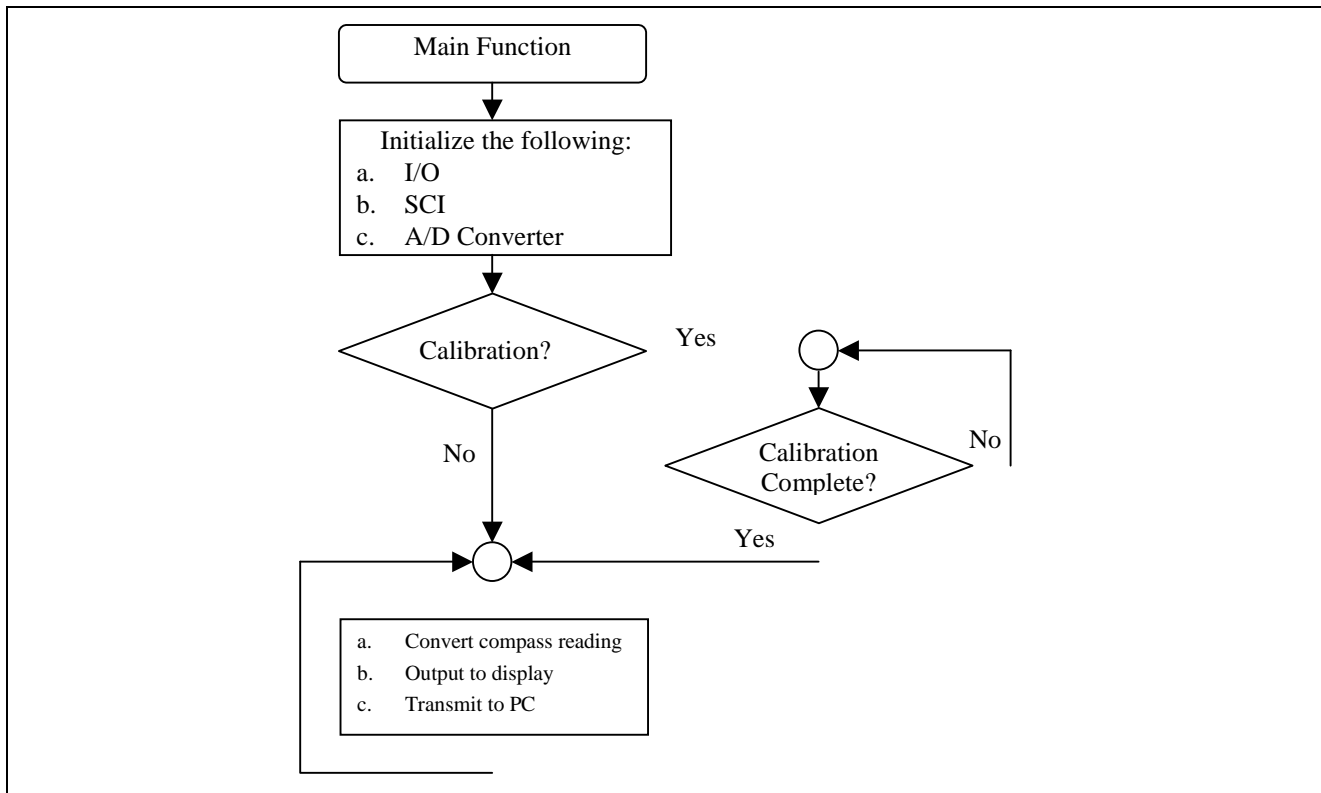 Main Function
Initialize the following:
a. I/O
b. SCI
c. A/D Converter
Calibration?
Yes
No
Calibration
Complete?
No
Yes
a. Convert compass reading
b. Output to display
c. Transmit to PC